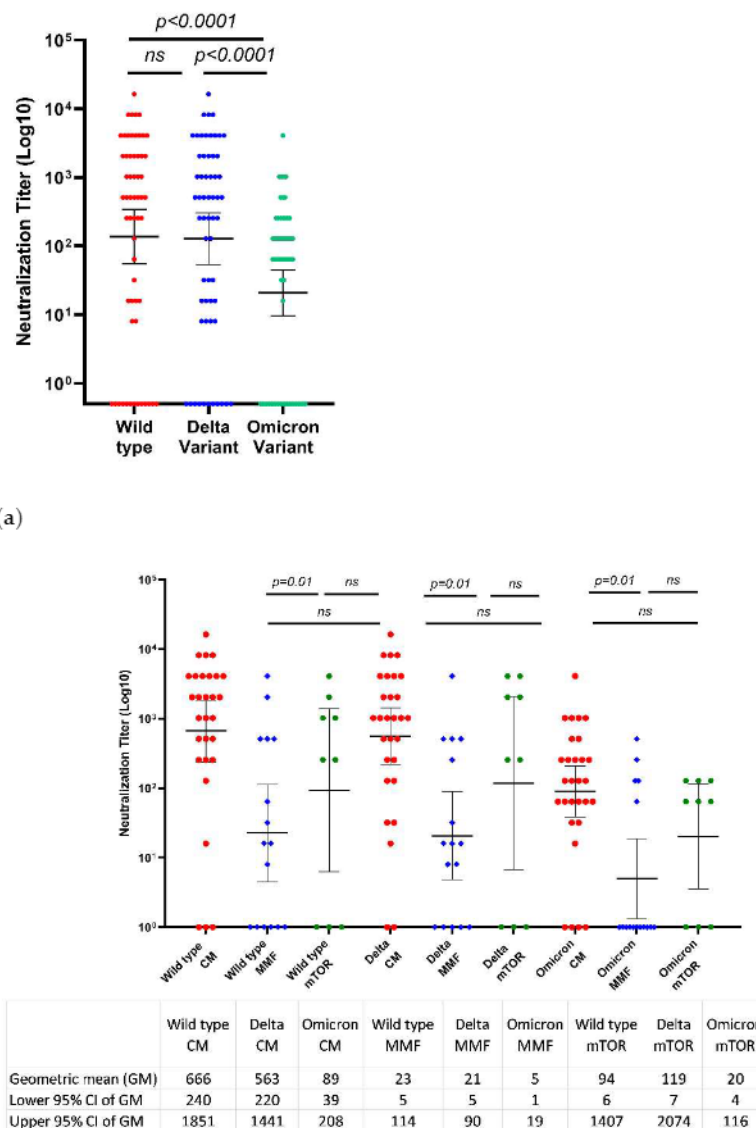 p<0.0001
ns p<0.0001
Neutralization Titer (Log10)
10⁵
10⁴
10³
10²
10¹
10⁰
Wild type
Delta Variant
Omicron Variant
(a)
p=0.01 ns p=0.01 ns p=0.01 ns
ns ns ns
Neutralization Titer (Log10)
10⁵
10⁴
10³
10²
10¹
10⁰
Wild type CM
Wild type MMF
Wild type mTOR
Delta CM
Delta MMF
Delta mTOR
Omicron CM
Omicron MMF
Omicron mTOR
Wild type Delta Omicron Wild type Delta Omicron Wild type Delta Omicron
CM CM CM MMF MMF MMF mTOR mTOR mTOR
Geometric mean (GM) 666 563 89 23 21 5 94 119 20
Lower 95% CI of GM 240 220 39 5 5 1 6 7 4
Upper 95% CI of GM 1851 1441 208 114 90 19 1407 2074 116